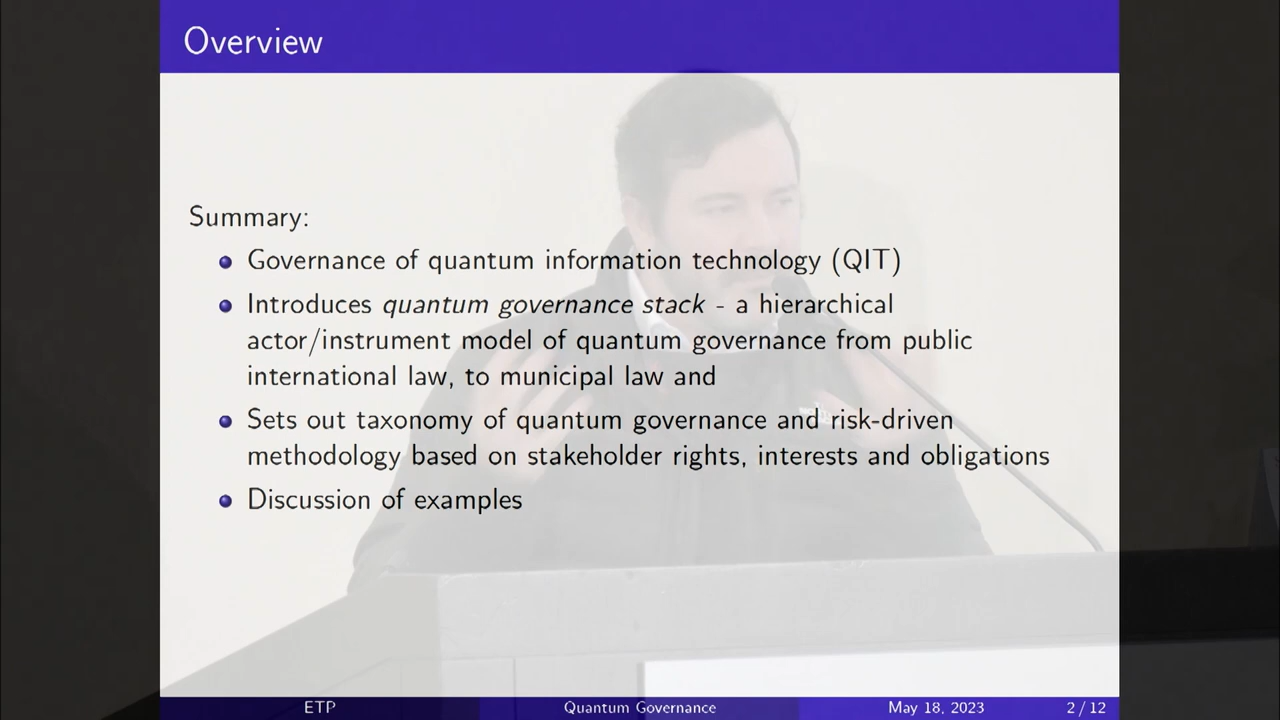 Overview
Summary:
Governance of quantum information technology (QIT)
Introduces quantum governance stack - a hierarchical
actor/instrument model of quantum governance from public
international law, to municipal law and
Sets out taxonomy of quantum governance and risk-driven
methodology based on stakeholder rights, interests and obligations
Discussion of examples
ETP Quantum Governance May 18, 2023 2 / 12